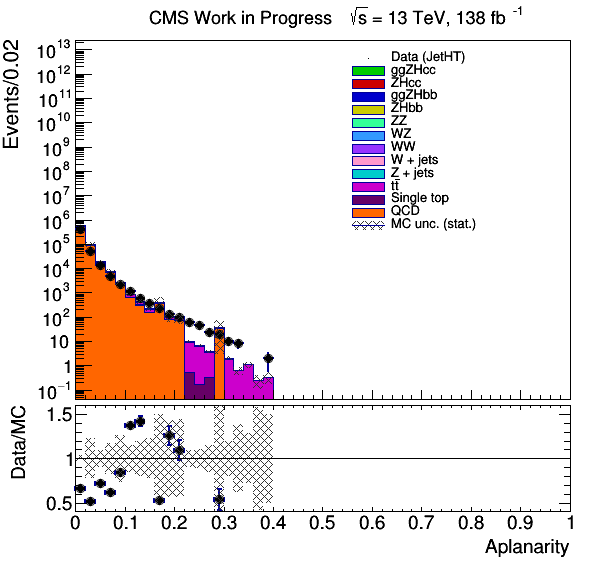 CMS Work in Progress √s = 13 TeV, 138 fb⁻¹
Events/0.02
10¹³
10¹²
10¹¹
10¹⁰
10⁹
10⁸
10⁷
10⁶
10⁵
10⁴
10³
10²
10
1
10⁻¹
Data (JetHT)
ggZHcc
ZHcc
ggZHbb
ZHbb
ZZ
WZ
WW
W + jets
Z + jets
tt̄
Single top
QCD
MC unc. (stat.)
Data/MC
1.5
1
0.5
0 0.1 0.2 0.3 0.4 0.5 0.6 0.7 0.8 0.9 1
Aplanarity